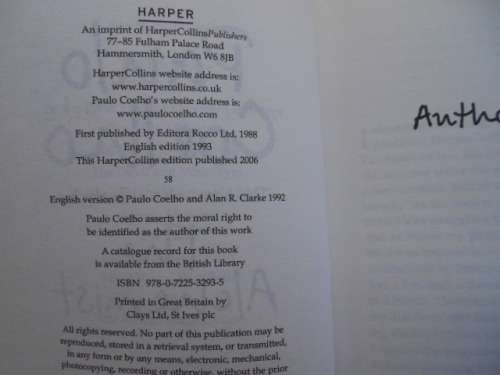 HARPER
An imprint of HarperCollinsPublishers
77–85 Fulham Palace Road
Hammersmith, London W6 8JB
HarperCollins website address is:
www.harpercollins.co.uk
Paulo Coelho's website address is:
www.paulocoelho.com
First published by Editora Rocco Ltd, 1988
English edition 1993
This HarperCollins edition published 2006
58
English version © Paulo Coelho and Alan R. Clarke 1992
Paulo Coelho asserts the moral right to
be identified as the author of this work
A catalogue record for this book
is available from the British Library
ISBN 978-0-7225-3293-5
Printed in Great Britain by
Clays Ltd, St Ives plc
All rights reserved. No part of this publication may be
reproduced, stored in a retrieval system, or transmitted,
in any form or by any means, electronic, mechanical,
photocopying, recording or otherwise, without the prior
Autho